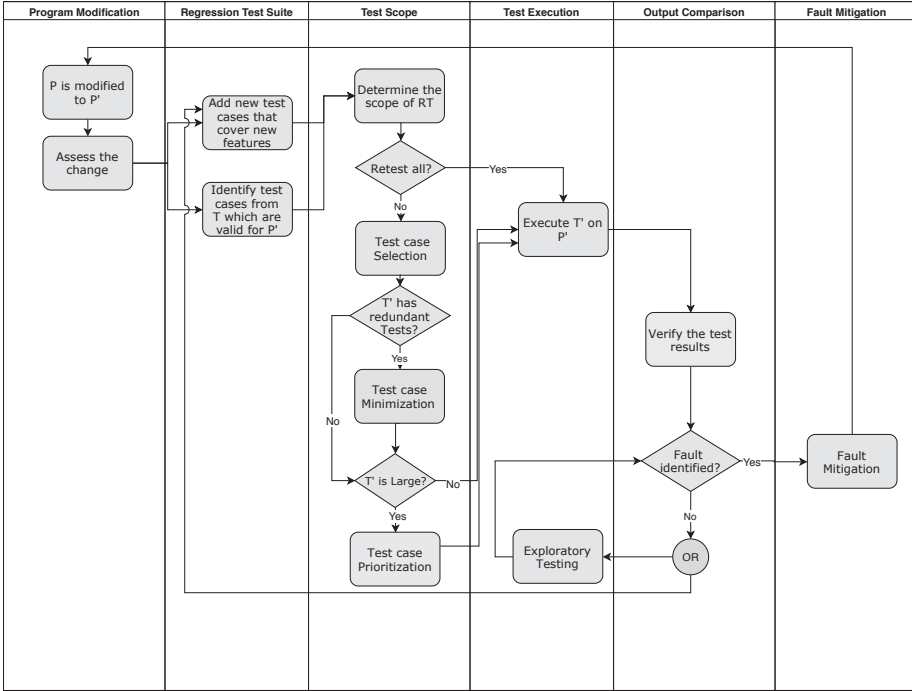 Program Modification
Regression Test Suite
Test Scope
Test Execution
Output Comparison
Fault Mitigation
P is modified
to P'
Assess the
change
Add new test
cases that
cover new
features
Identify test
cases from
T which are
valid for P'
Determine the
scope of RT
Retest all?
Yes
No
Test case
Selection
T' has
redundant
Tests?
Yes
No
Test case
Minimization
T' is Large?
No
Yes
Test case
Prioritization
Execute T' on
P'
Exploratory
Testing
Verify the test
results
Fault
identified?
Yes
No
OR
Fault
Mitigation